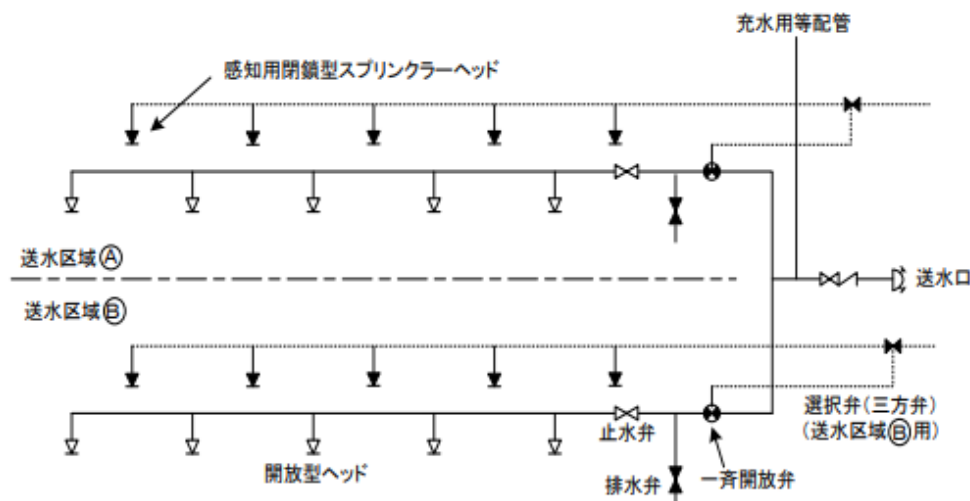 充水用等配管
感知用閉鎖型スプリンクラーヘッド
送水区域Ⓐ
送水口
送水区域Ⓑ
選択弁(三方弁)
(送水区域Ⓑ用)
止水弁
開放型ヘッド
排水弁
一斉開放弁